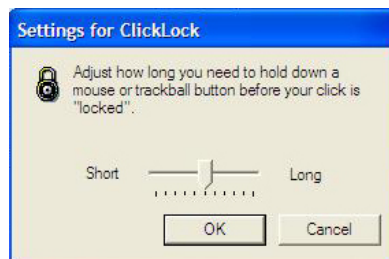 Settings for ClickLock
Adjust how long you need to hold down a
mouse or trackball button before your click is
"locked".
Short Long
OK Cancel